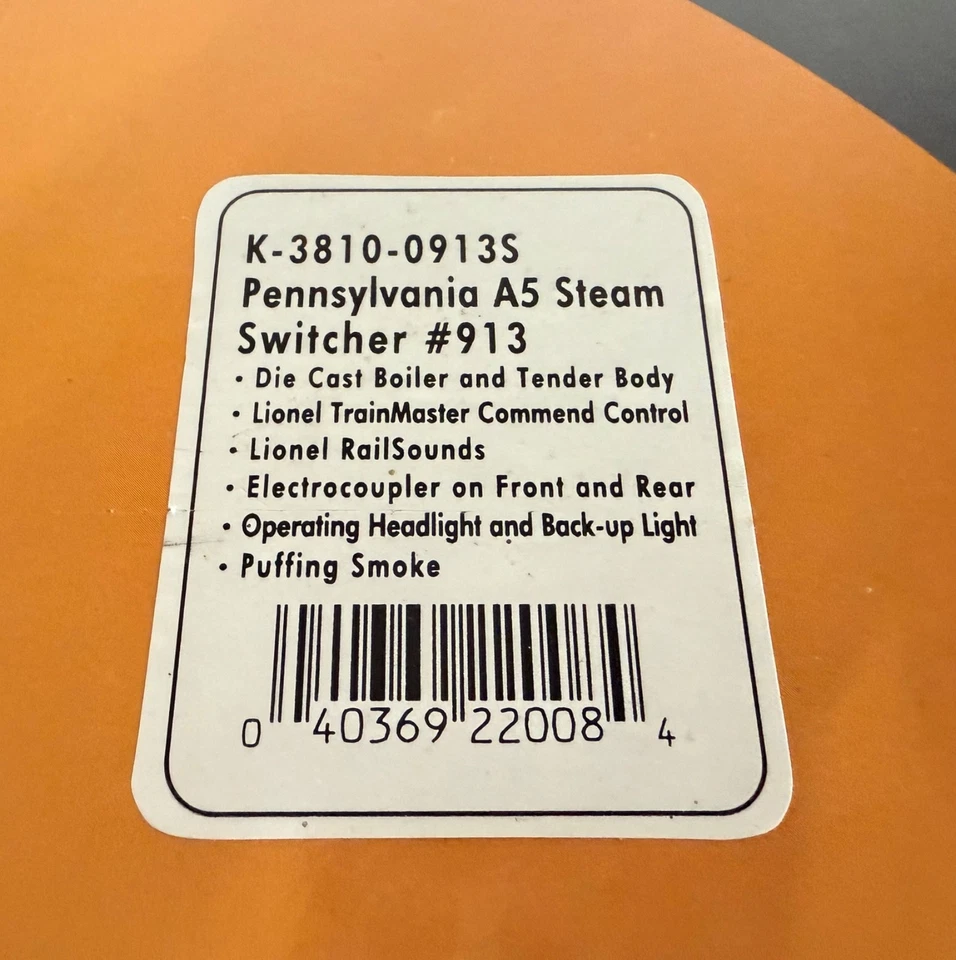 K-3810-0913S
Pennsylvania A5 Steam
Switcher #913
• Die Cast Boiler and Tender Body
• Lionel TrainMaster Commend Control
• Lionel RailSounds
• Electrocoupler on Front and Rear
• Operating Headlight and Back-up Light
• Puffing Smoke
0 40369 22008 4